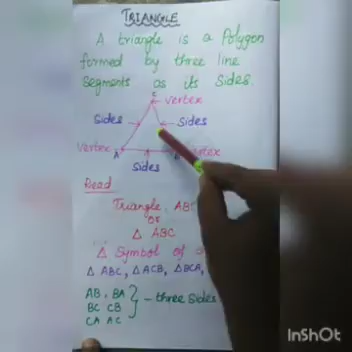 TRIANGLE
A triangle is a Polygon
formed by three line
Segments as its Sides.
C
Vertex
Sides
Sides
Vertex A
B Vertex
Sides
Read
Triangle ABC
or
Δ ABC
Δ Symbol of
Δ ABC, Δ ACB, Δ BCA,
AB, BA
BC CB
CA AC
- three Sides
InShOt